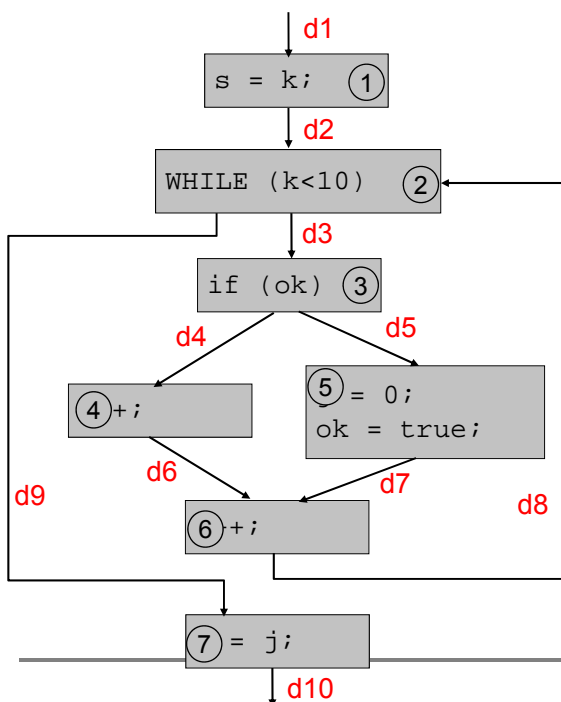 d1
s = k; 1
d2
WHILE (k<10) 2
d3
if (ok) 3
d4
d5
4 +;
5 = 0;
ok = true;
d6
d7
d9
d8
6 +;
7 = j;
d10